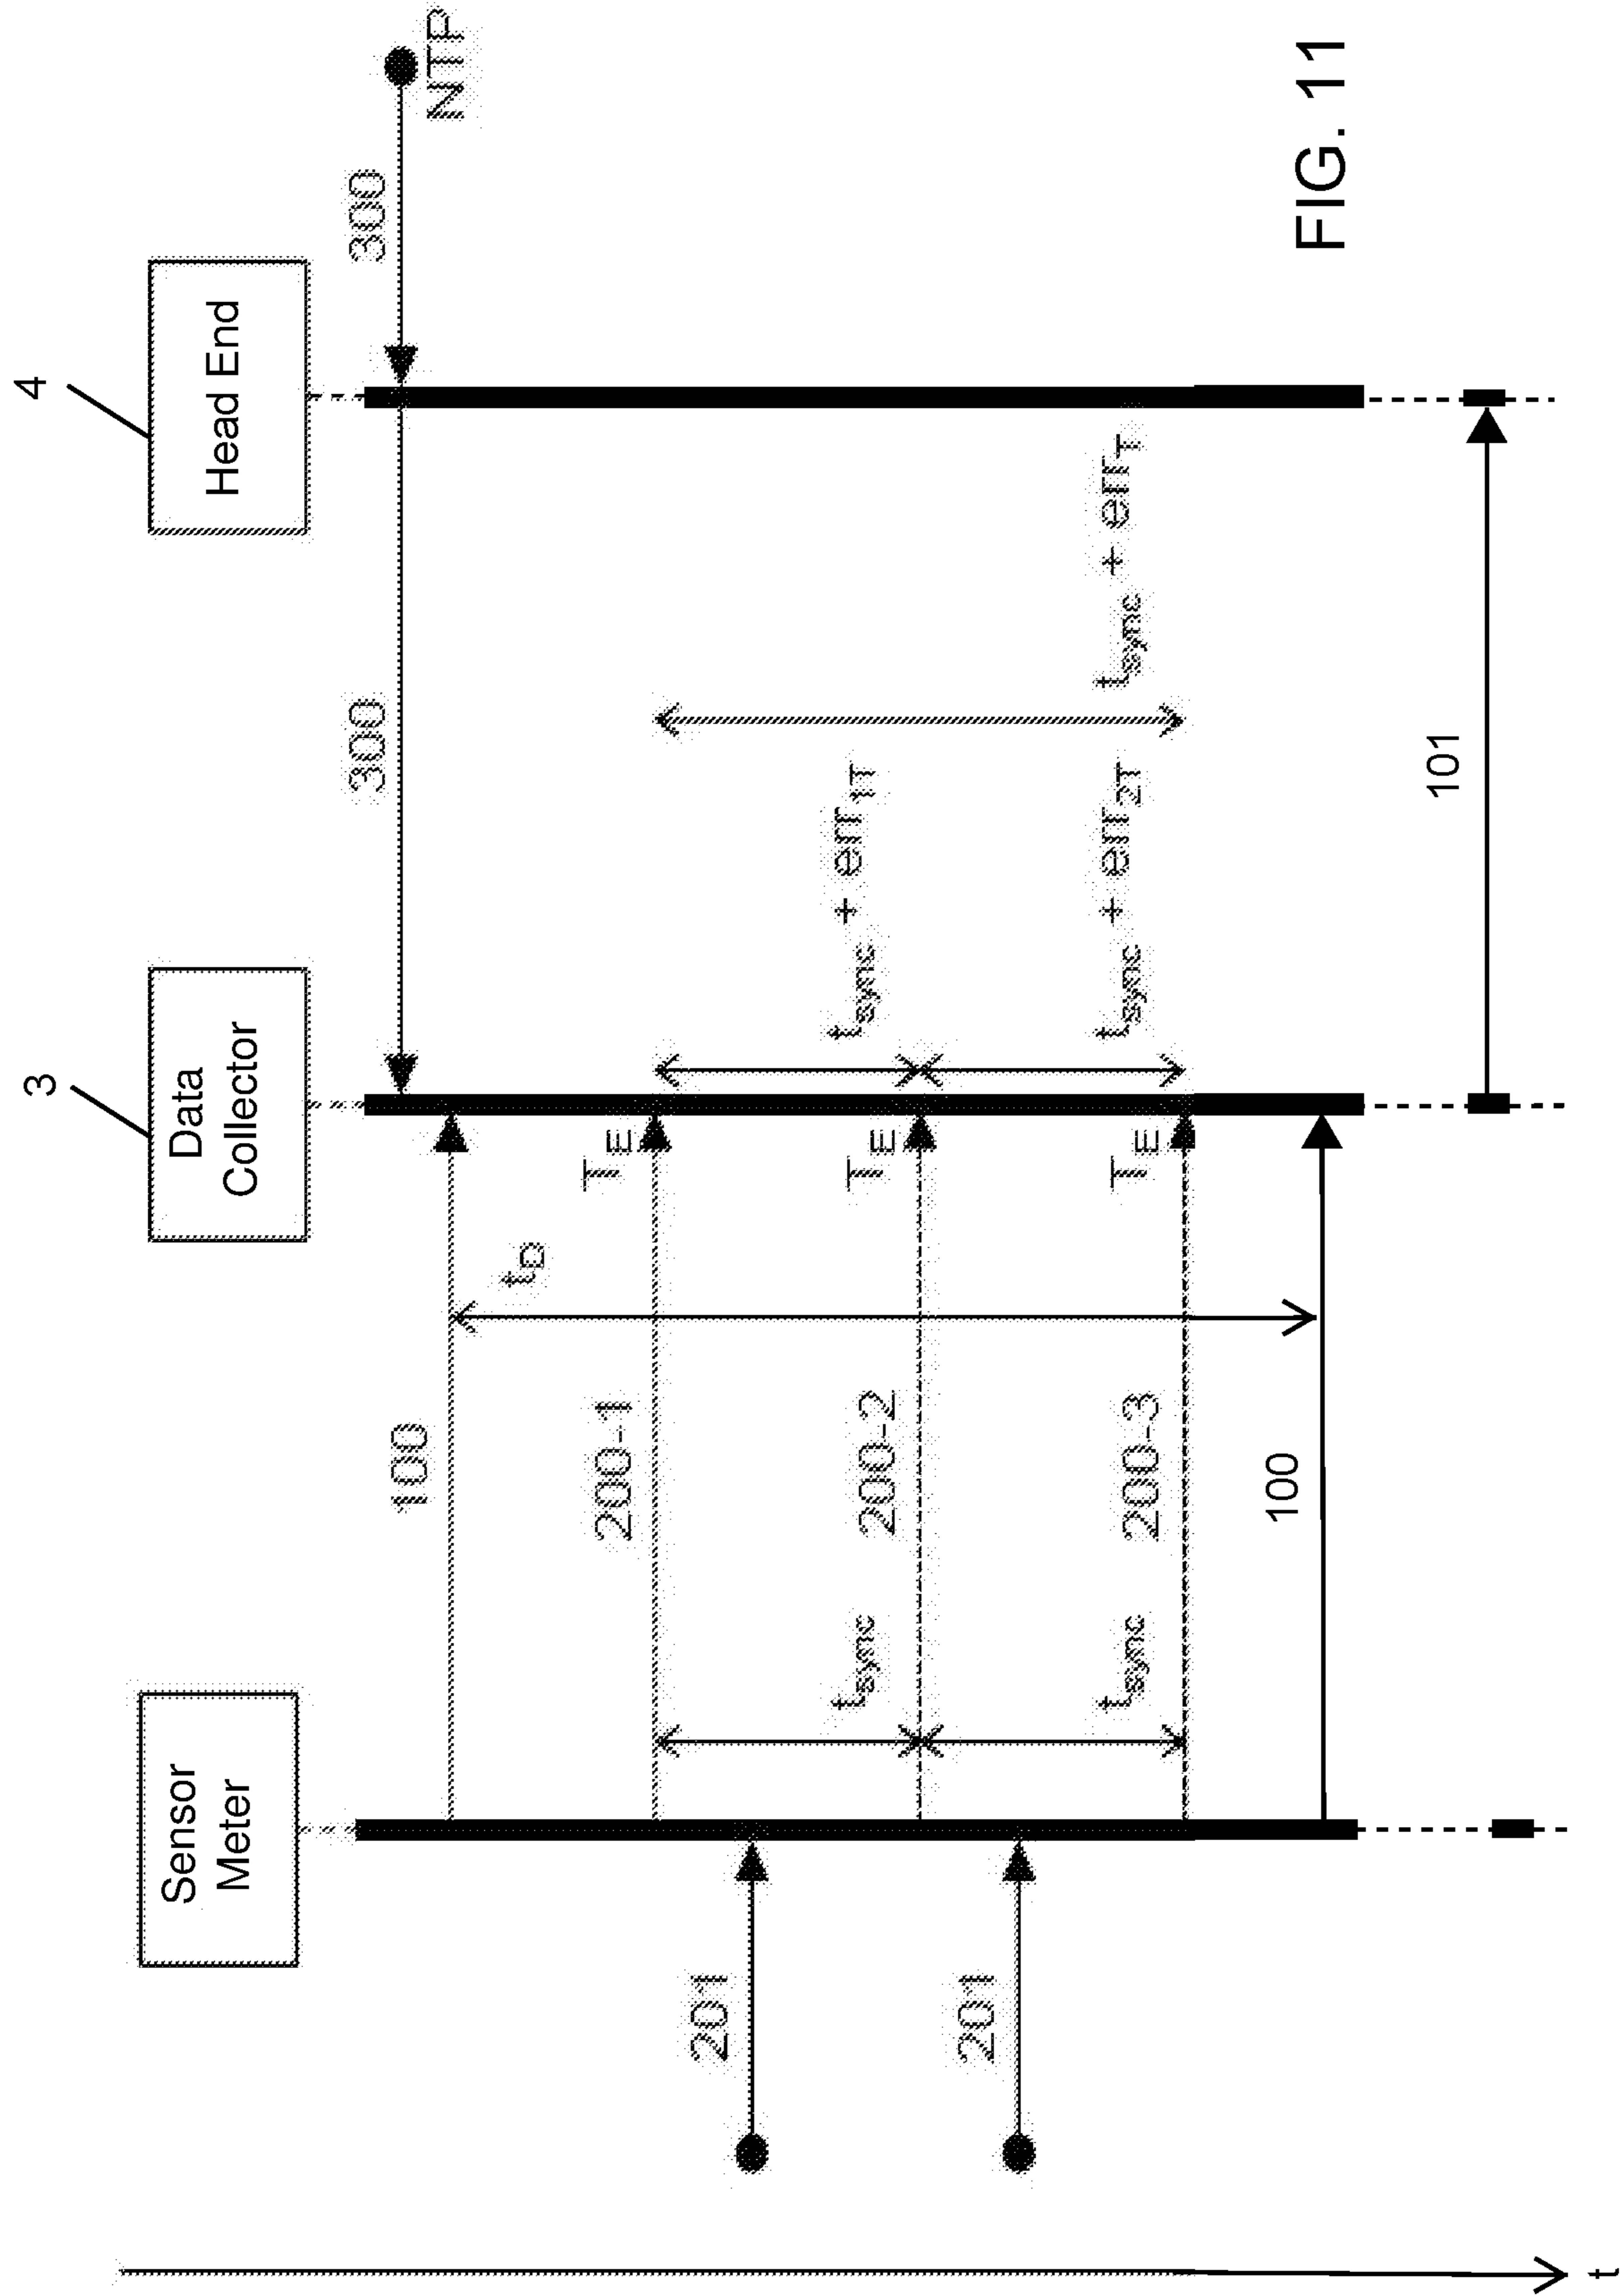 Sensor
Meter
3
Data
Collector
4
Head End
300
300
NTP
100
t_D
201
200-1
T_E
t_sync
t_sync + err_1T
200-2
T_E
201
t_sync
200-3
T_E
t_sync + err_2T
t_sync + err_T
100
101
t
FIG. 11